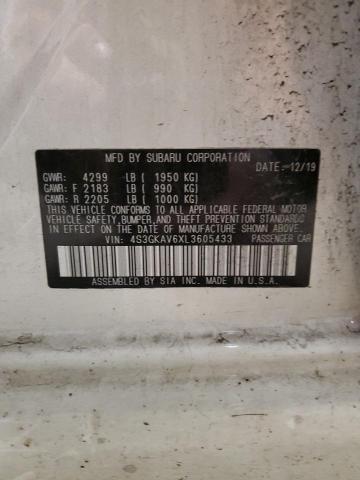 MFD BY SUBARU CORPORATION
GVWR: 4299 LB ( 1950 KG) DATE: 12/19
GAWR: F 2183 LB ( 990 KG)
GAWR: R 2205 LB ( 1000 KG)
THIS VEHICLE CONFORMS TO ALL APPLICABLE FEDERAL MOTOR
VEHICLE SAFETY, BUMPER, AND THEFT PREVENTION STANDARDS
IN EFFECT ON THE DATE OF MANUFACTURE SHOWN ABOVE.
VIN: 4S3GKAV6XL3605433 PASSENGER CAR
ASSEMBLED BY SIA INC. MADE IN U.S.A.